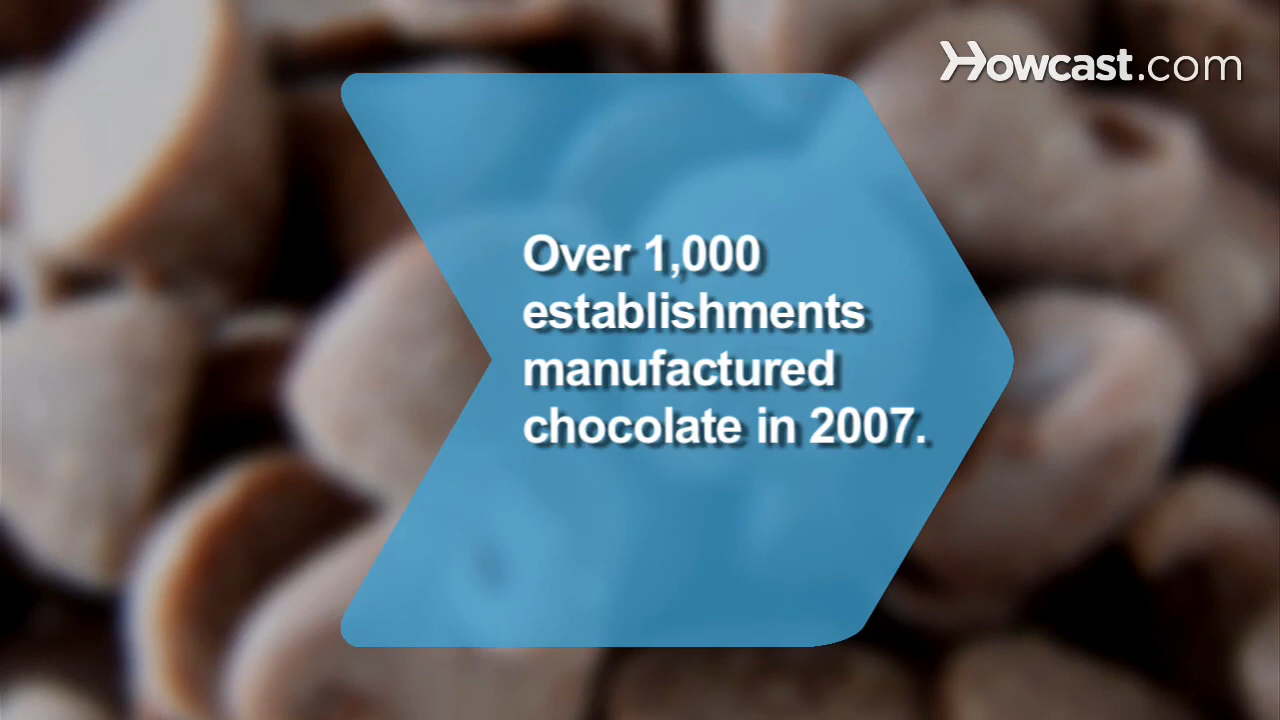 Howcast.com
Over 1,000
establishments
manufactured
chocolate in 2007.